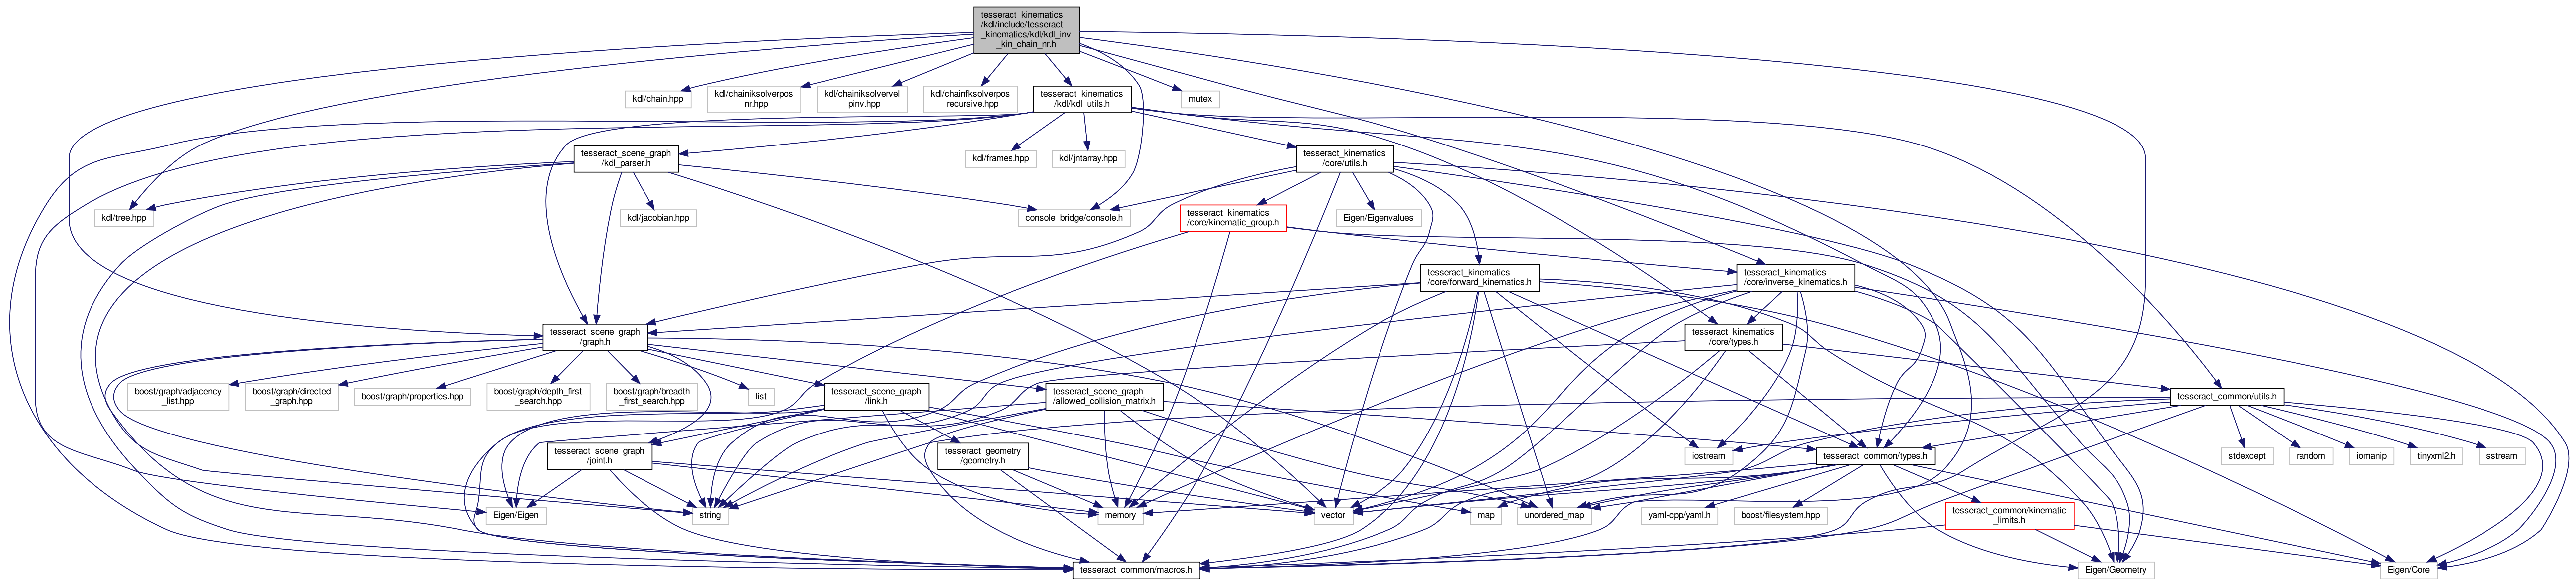 tesseract_kinematics
/kdl/include/tesseract
_kinematics/kdl/kdl_inv
_kin_chain_nr.h
kdl/chain.hpp
kdl/chainiksolverpos
_nr.hpp
kdl/chainiksolvervel
_pinv.hpp
kdl/chainfksolverpos
_recursive.hpp
tesseract_kinematics
/kdl/kdl_utils.h
mutex
tesseract_scene_graph
/kdl_parser.h
kdl/frames.hpp
kdl/jntarray.hpp
tesseract_kinematics
/core/utils.h
kdl/tree.hpp
kdl/jacobian.hpp
console_bridge/console.h
tesseract_kinematics
/core/kinematic_group.h
Eigen/Eigenvalues
tesseract_kinematics
/core/forward_kinematics.h
tesseract_kinematics
/core/inverse_kinematics.h
tesseract_scene_graph
/graph.h
tesseract_kinematics
/core/types.h
boost/graph/adjacency
_list.hpp
boost/graph/directed
_graph.hpp
boost/graph/properties.hpp
boost/graph/depth_first
_search.hpp
boost/graph/breadth
_first_search.hpp
list
tesseract_scene_graph
/link.h
tesseract_scene_graph
/allowed_collision_matrix.h
tesseract_common/utils.h
tesseract_scene_graph
/joint.h
tesseract_geometry
/geometry.h
iostream
tesseract_common/types.h
stdexcept
random
iomanip
tinyxml2.h
sstream
Eigen/Eigen
string
memory
vector
map
unordered_map
yaml-cpp/yaml.h
boost/filesystem.hpp
tesseract_common/kinematic
_limits.h
tesseract_common/macros.h
Eigen/Geometry
Eigen/Core